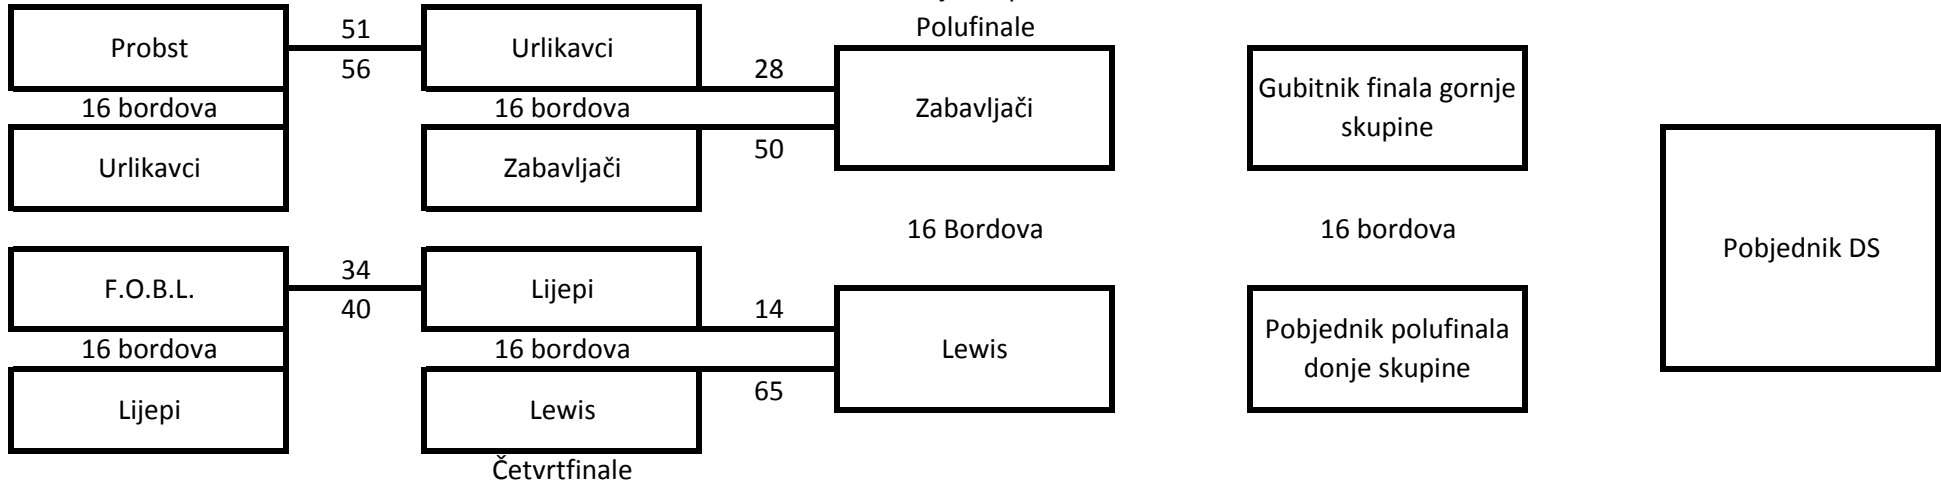 Polufinale
Probst
51
56
Urlikavci
28
Zabavljači
Gubitnik finala gornje
skupine
16 bordova
16 bordova
Urlikavci
Zabavljači
50
16 Bordova
16 bordova
Pobjednik DS
F.O.B.L.
34
40
Lijepi
14
Lewis
Pobjednik polufinala
donje skupine
16 bordova
16 bordova
Lijepi
Lewis
65
Četvrtfinale